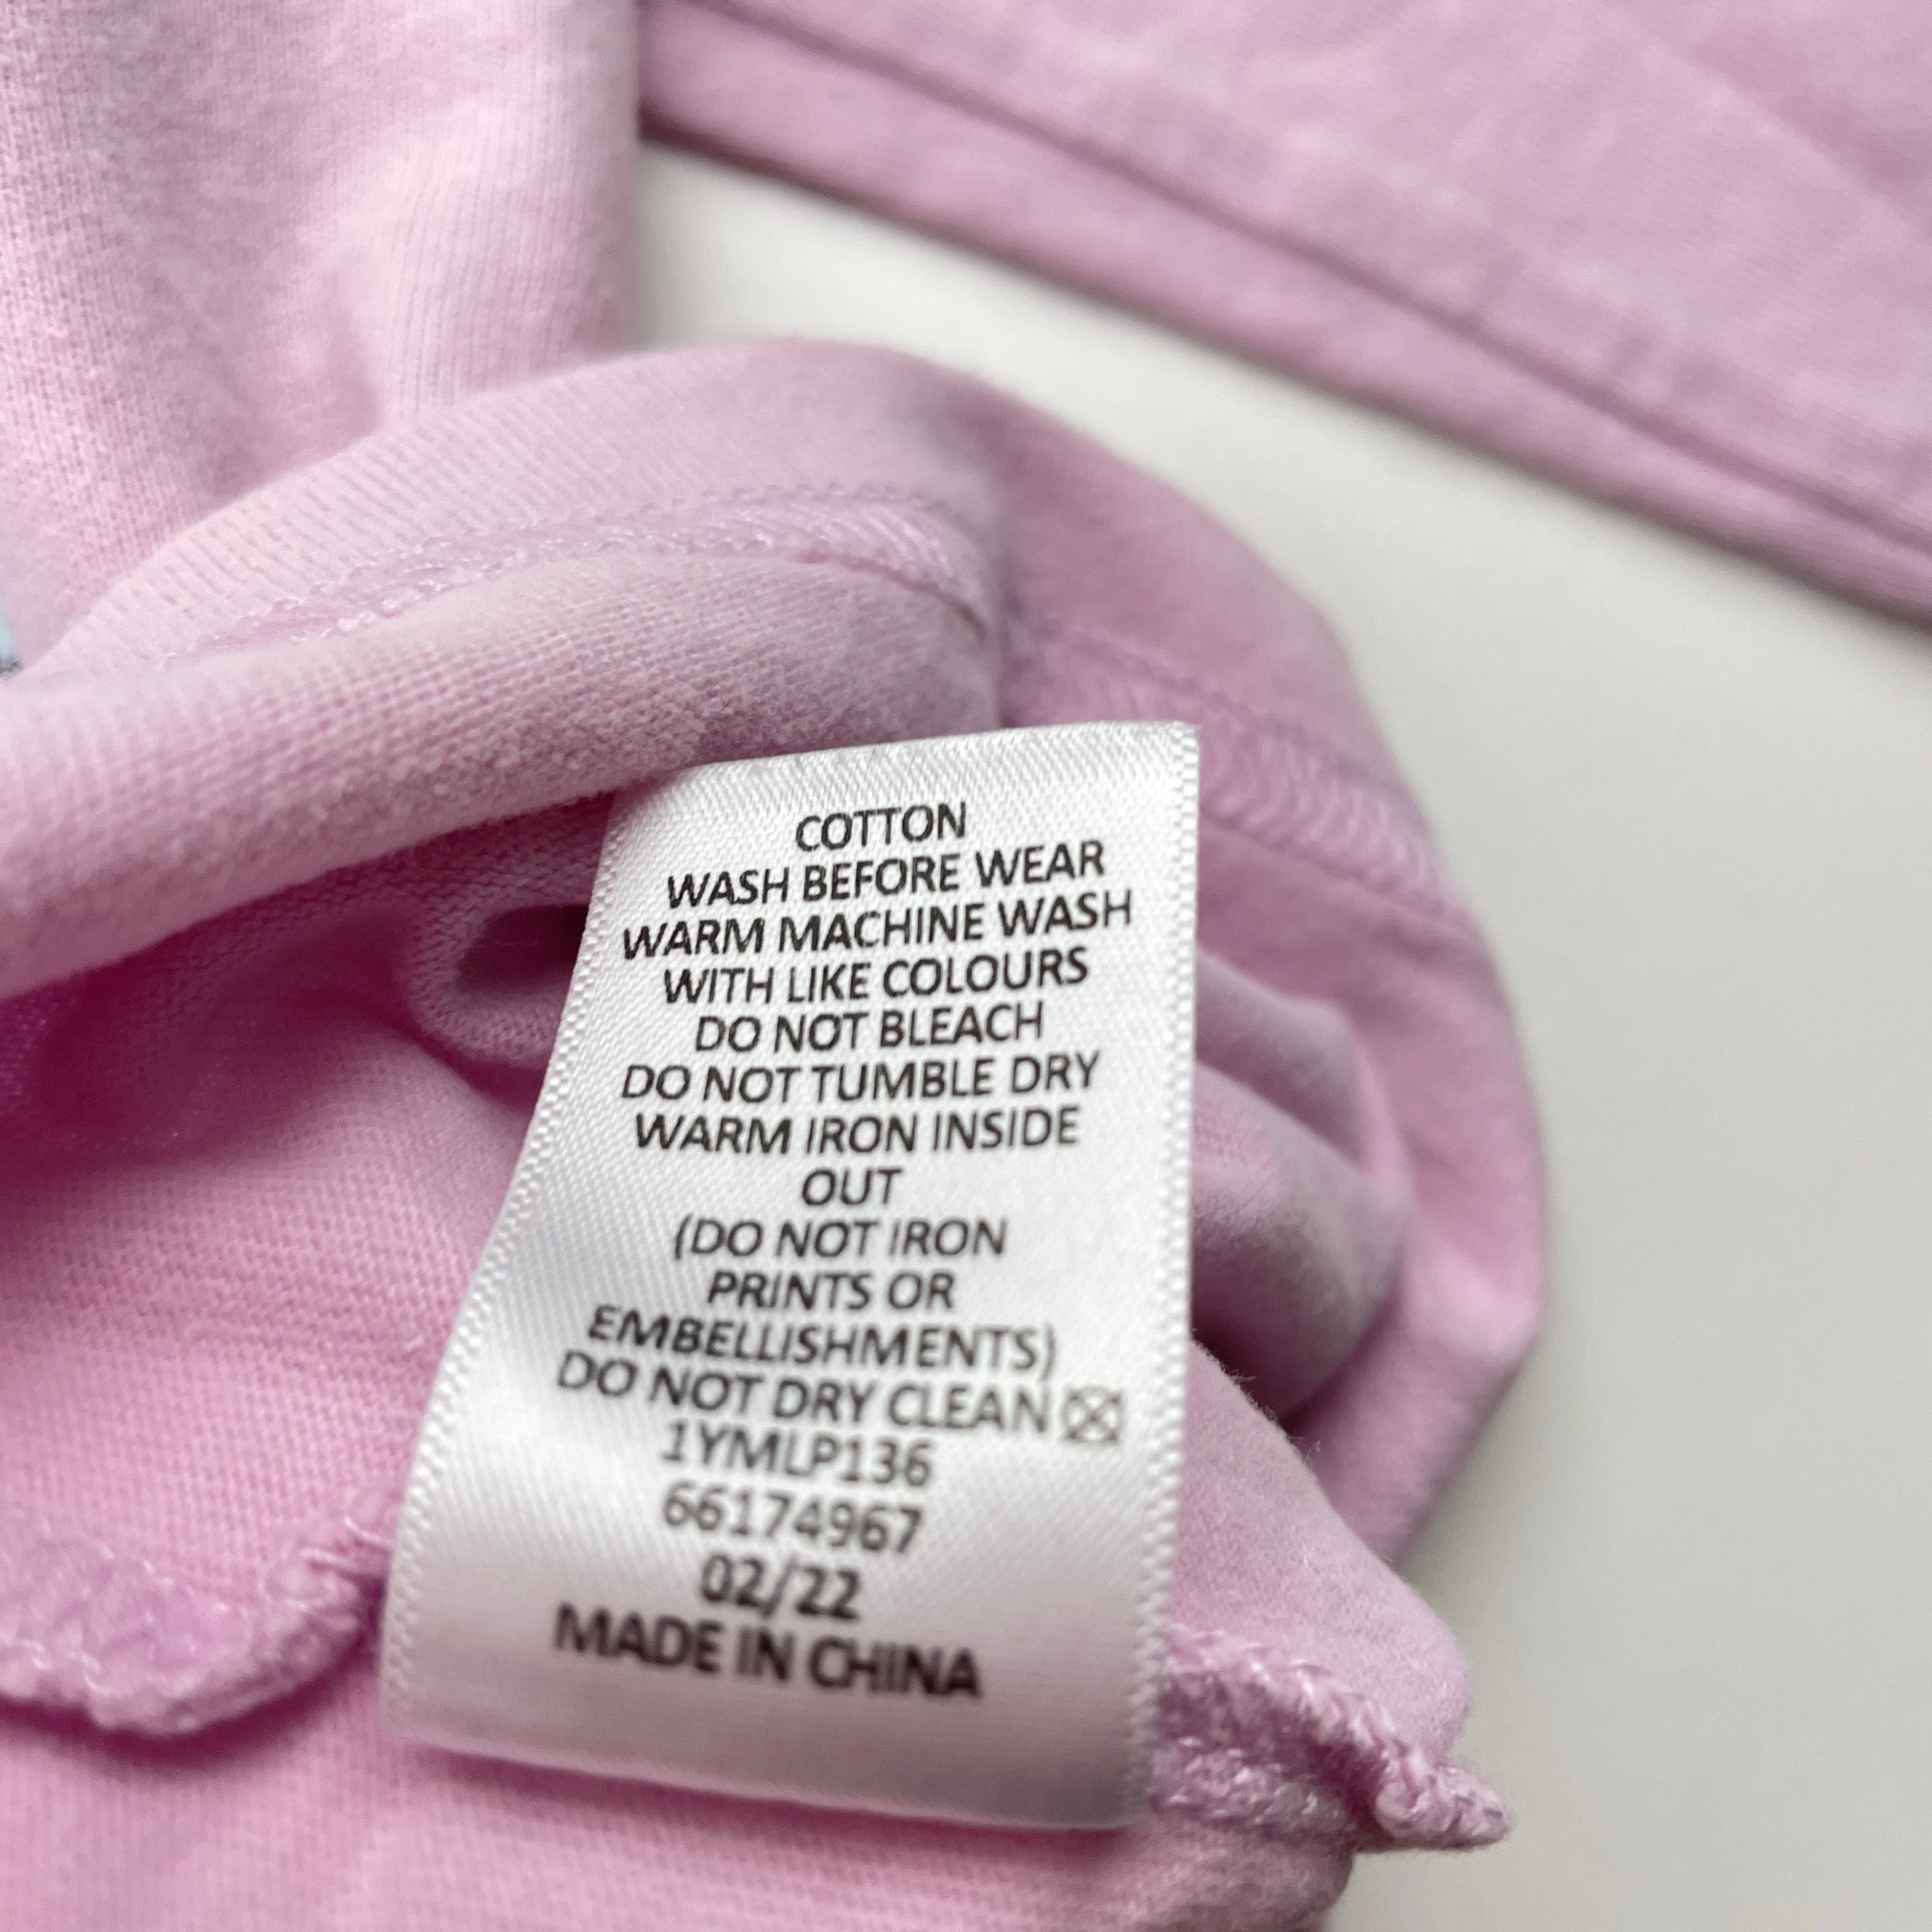 COTTON
WASH BEFORE WEAR
WARM MACHINE WASH
WITH LIKE COLOURS
DO NOT BLEACH
DO NOT TUMBLE DRY
WARM IRON INSIDE
OUT
(DO NOT IRON
PRINTS OR
EMBELLISHMENTS)
DO NOT DRY CLEAN
1YMLP136
66174967
02/22
MADE IN CHINA